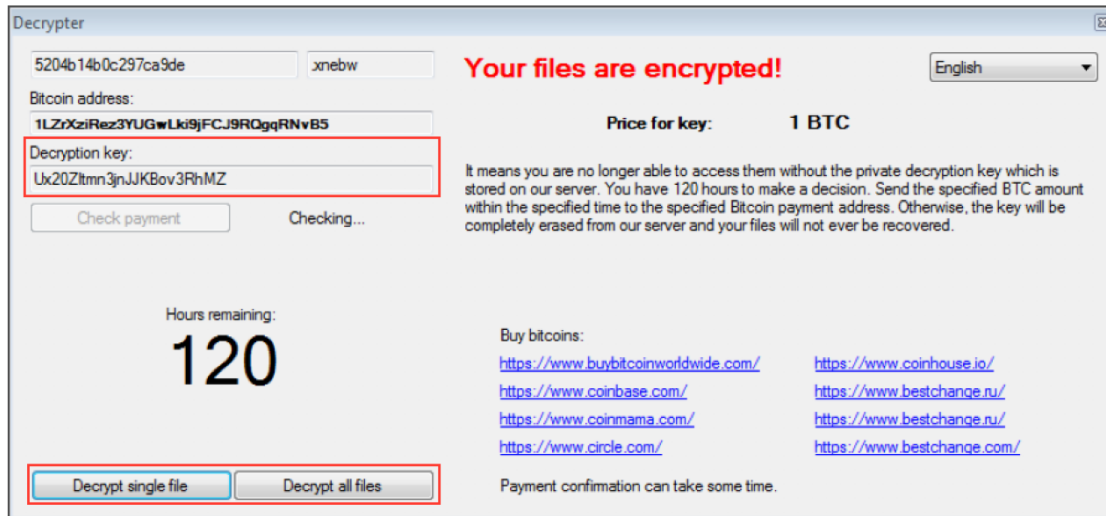 Decrypter
5204b14b0c297ca9de
.xnebw
Your files are encrypted!
English
Bitcoin address:
1LZrXziRez3YUGwLki9jFCJ9RQgqRNvB5
Price for key:
1 BTC
Decryption key:
Ux20ZItmn3jnJJKBov3RhMZ
It means you are no longer able to access them without the private decryption key which is
stored on our server. You have 120 hours to make a decision. Send the specified BTC amount
within the specified time to the specified Bitcoin payment address. Otherwise, the key will be
completely erased from our server and your files will not ever be recovered.
Check payment
Checking...
Hours remaining:
120
Buy bitcoins:
https://www.buybitcoinworldwide.com/
https://www.coinhouse.io/
https://www.coinbase.com/
https://www.bestchange.ru/
https://www.coinmama.com/
https://www.bestchange.ru/
https://www.circle.com/
https://www.bestchange.com/
Decrypt single file
Decrypt all files
Payment confirmation can take some time.